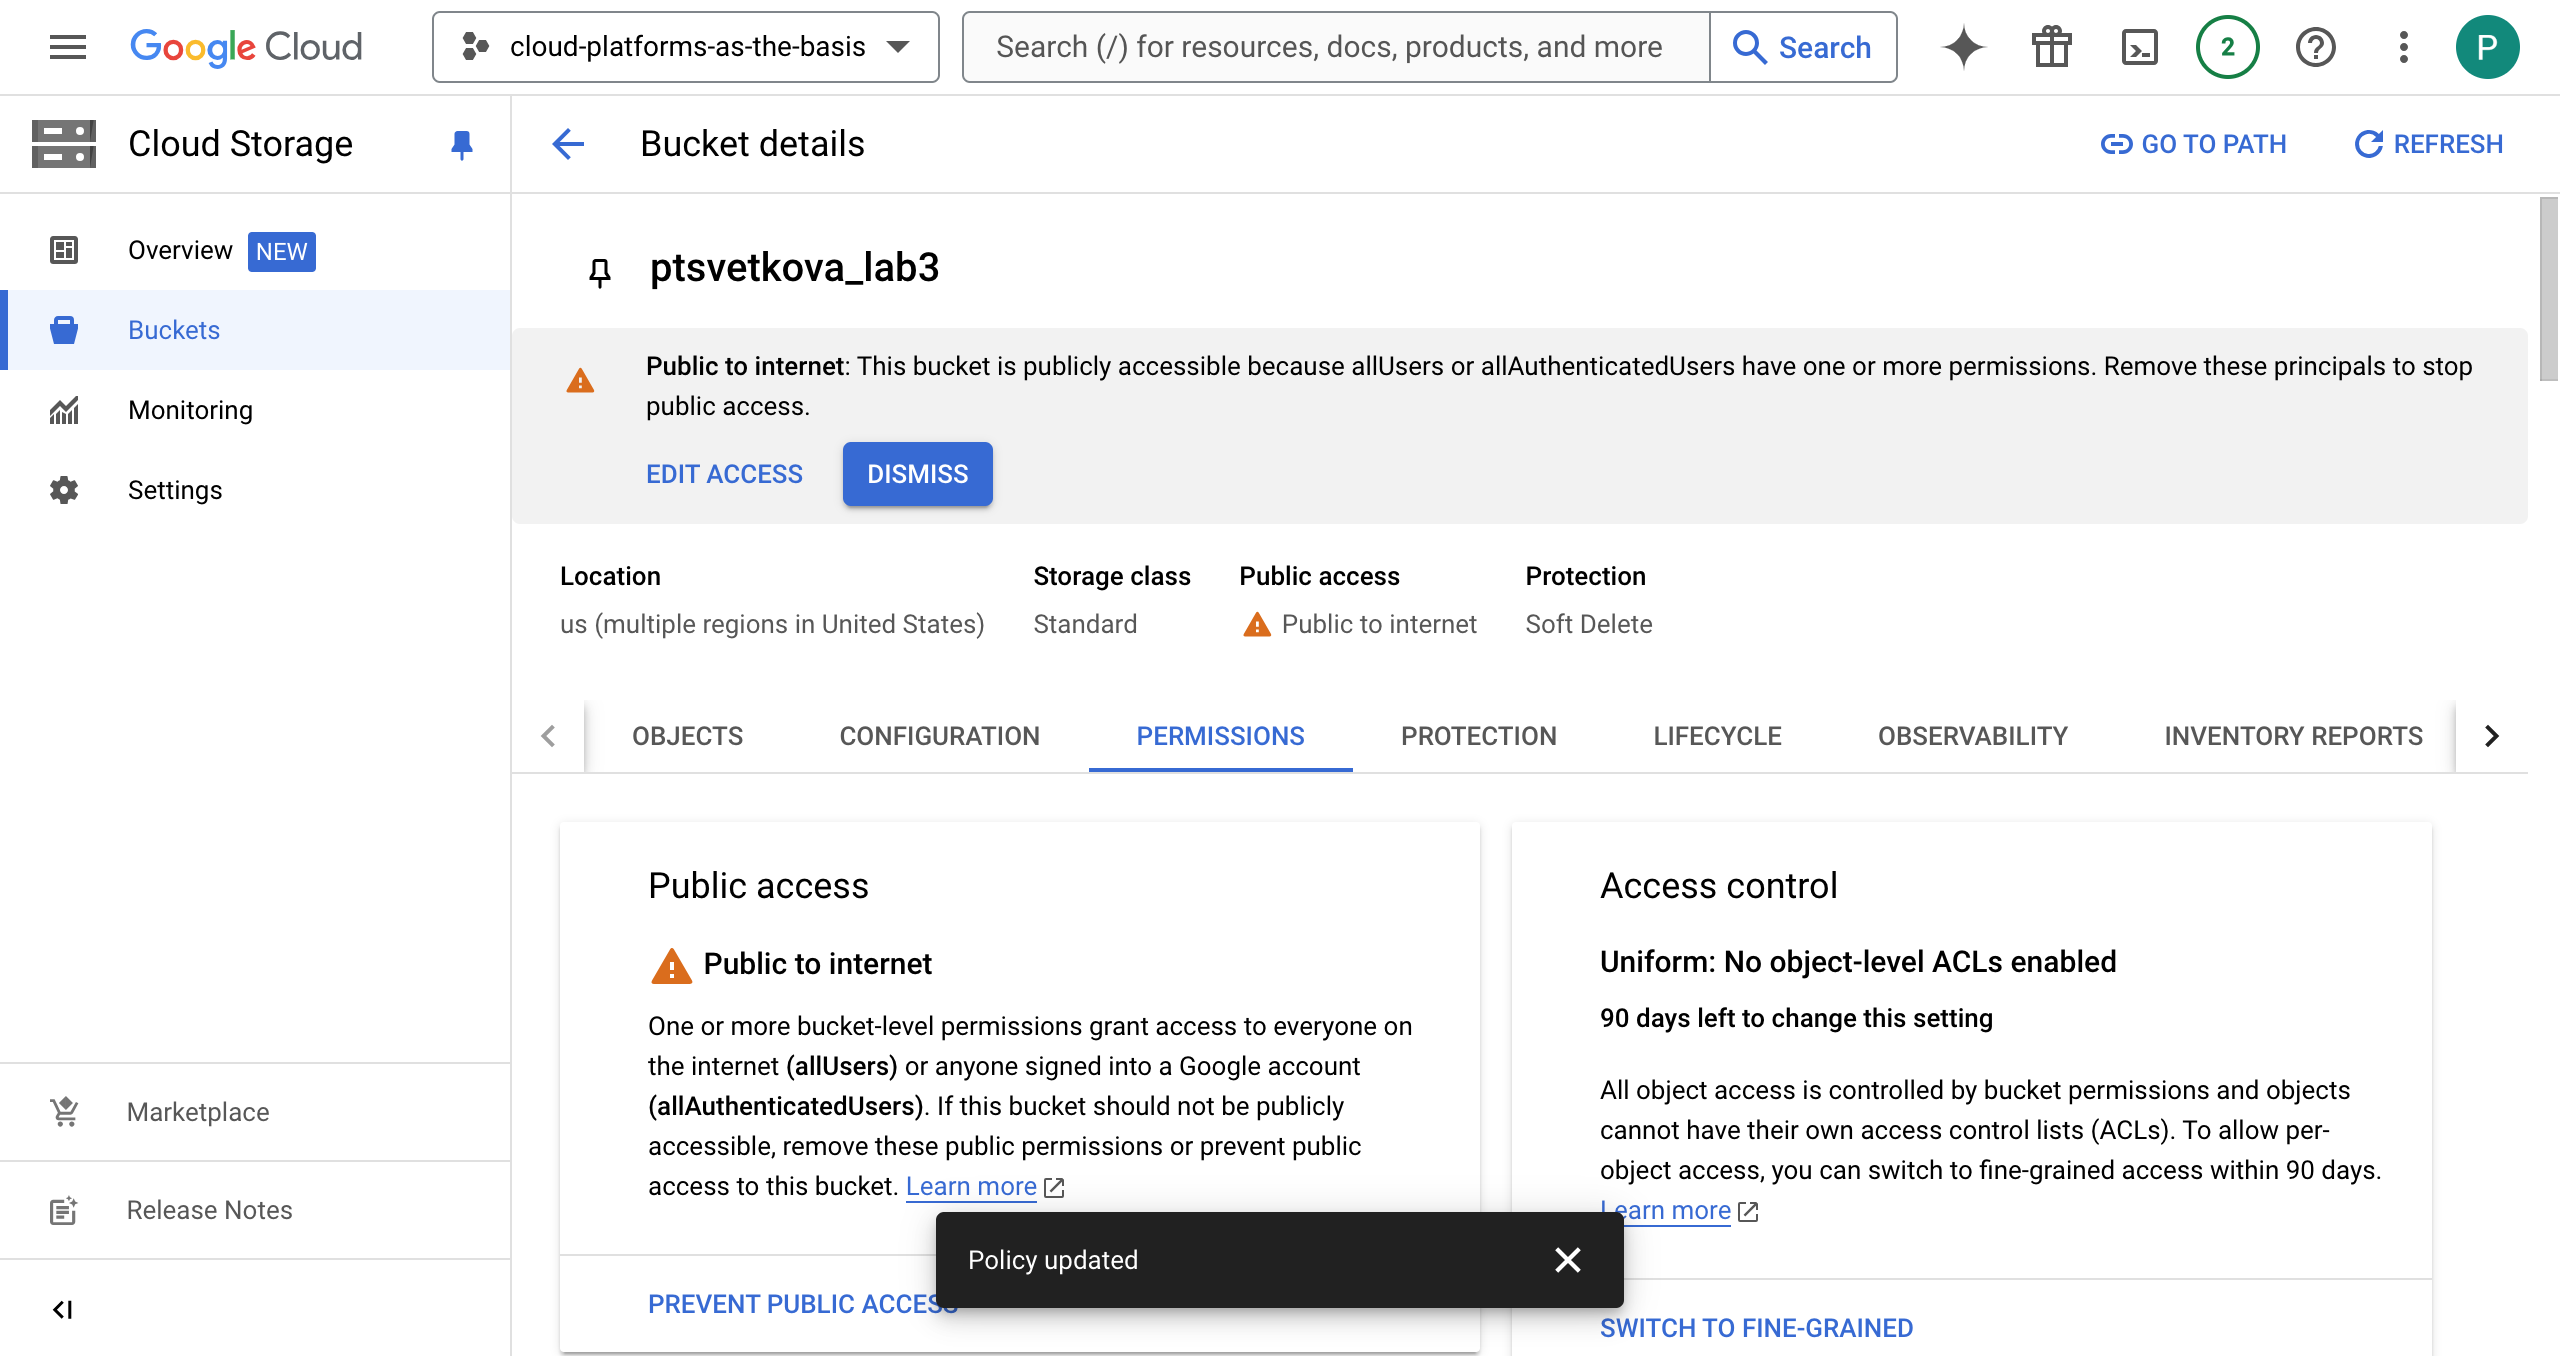 Google Cloud
cloud-platforms-as-the-basis
Search (/) for resources, docs, products, and more
Search
2
P
Cloud Storage
Bucket details
GO TO PATH
REFRESH
Overview NEW
Buckets
Monitoring
Settings
Marketplace
Release Notes
ptsvetkova_lab3
Public to internet: This bucket is publicly accessible because allUsers or allAuthenticatedUsers have one or more permissions. Remove these principals to stop
public access.
EDIT ACCESS
DISMISS
Location
us (multiple regions in United States)
Storage class
Standard
Public access
Public to internet
Protection
Soft Delete
OBJECTS
CONFIGURATION
PERMISSIONS
PROTECTION
LIFECYCLE
OBSERVABILITY
INVENTORY REPORTS
Public access
Public to internet
One or more bucket-level permissions grant access to everyone on
the internet (allUsers) or anyone signed into a Google account
(allAuthenticatedUsers). If this bucket should not be publicly
accessible, remove these public permissions or prevent public
access to this bucket. Learn more
PREVENT PUBLIC ACCESS
Access control
Uniform: No object-level ACLs enabled
90 days left to change this setting
All object access is controlled by bucket permissions and objects
cannot have their own access control lists (ACLs). To allow per-
object access, you can switch to fine-grained access within 90 days.
Learn more
SWITCH TO FINE-GRAINED
Policy updated